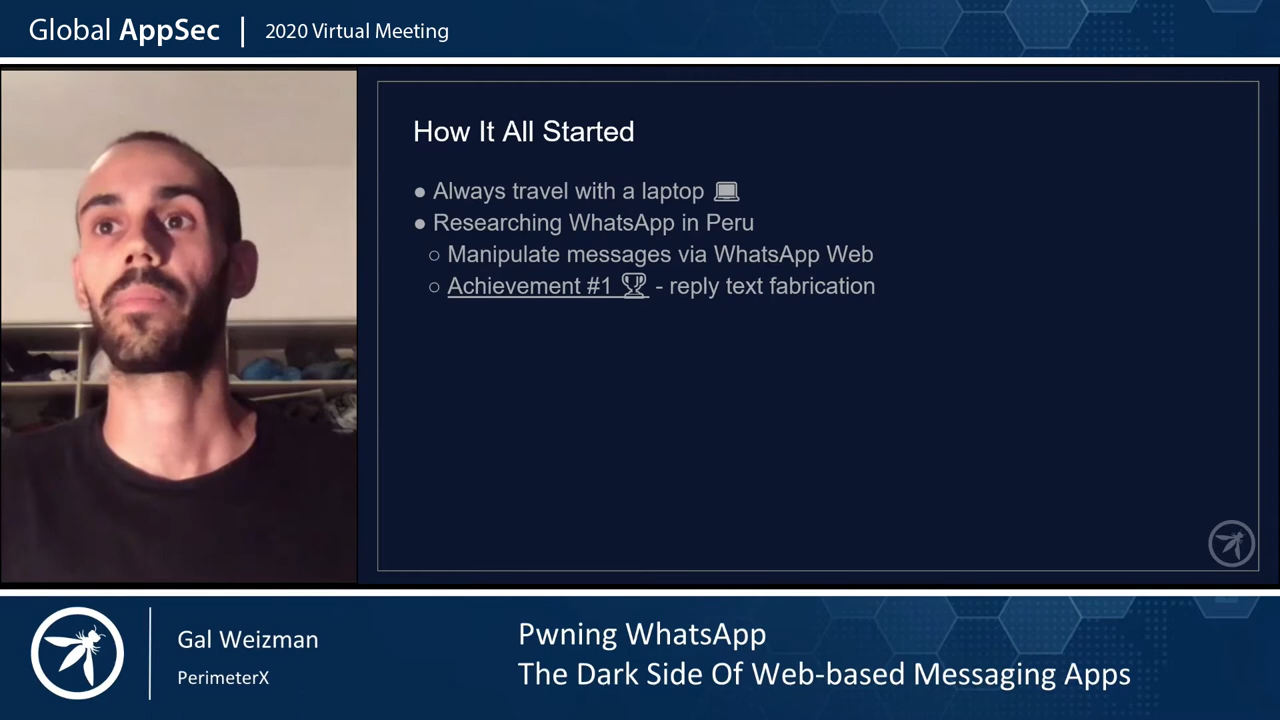 Global AppSec | 2020 Virtual Meeting
How It All Started
● Always travel with a laptop 💻
● Researching WhatsApp in Peru
○ Manipulate messages via WhatsApp Web
○ Achievement #1 🏆 - reply text fabrication
Gal Weizman
PerimeterX
Pwning WhatsApp
The Dark Side Of Web-based Messaging Apps